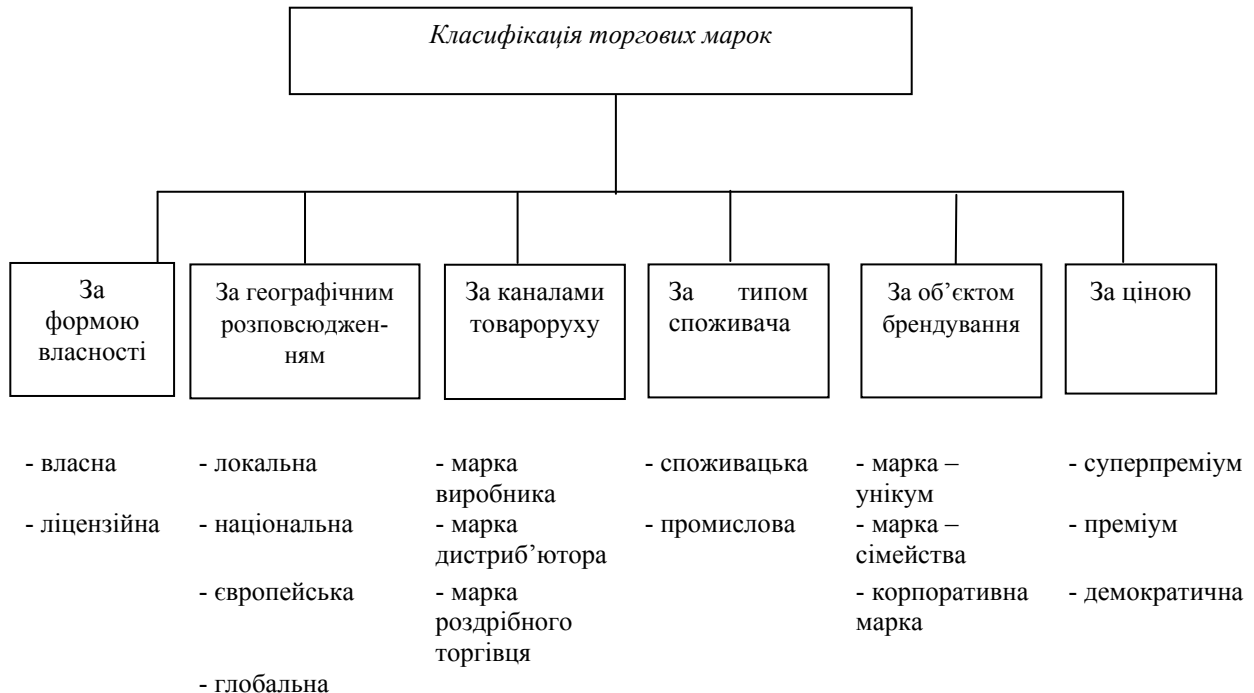 Класифікація торгових марок
За
формою
власності
За географічним
розповсюджен-
ням
За каналами
товароруху
За типом
споживача
За об’єктом
брендування
За ціною
- власна
- ліцензійна
- локальна
- національна
- європейська
- глобальна
- марка
виробника
- марка
дистриб’ютора
- марка
роздрібного
торгівця
- споживацька
- промислова
- марка –
унікум
- марка –
сімейства
- корпоративна
марка
- суперпреміум
- преміум
- демократична